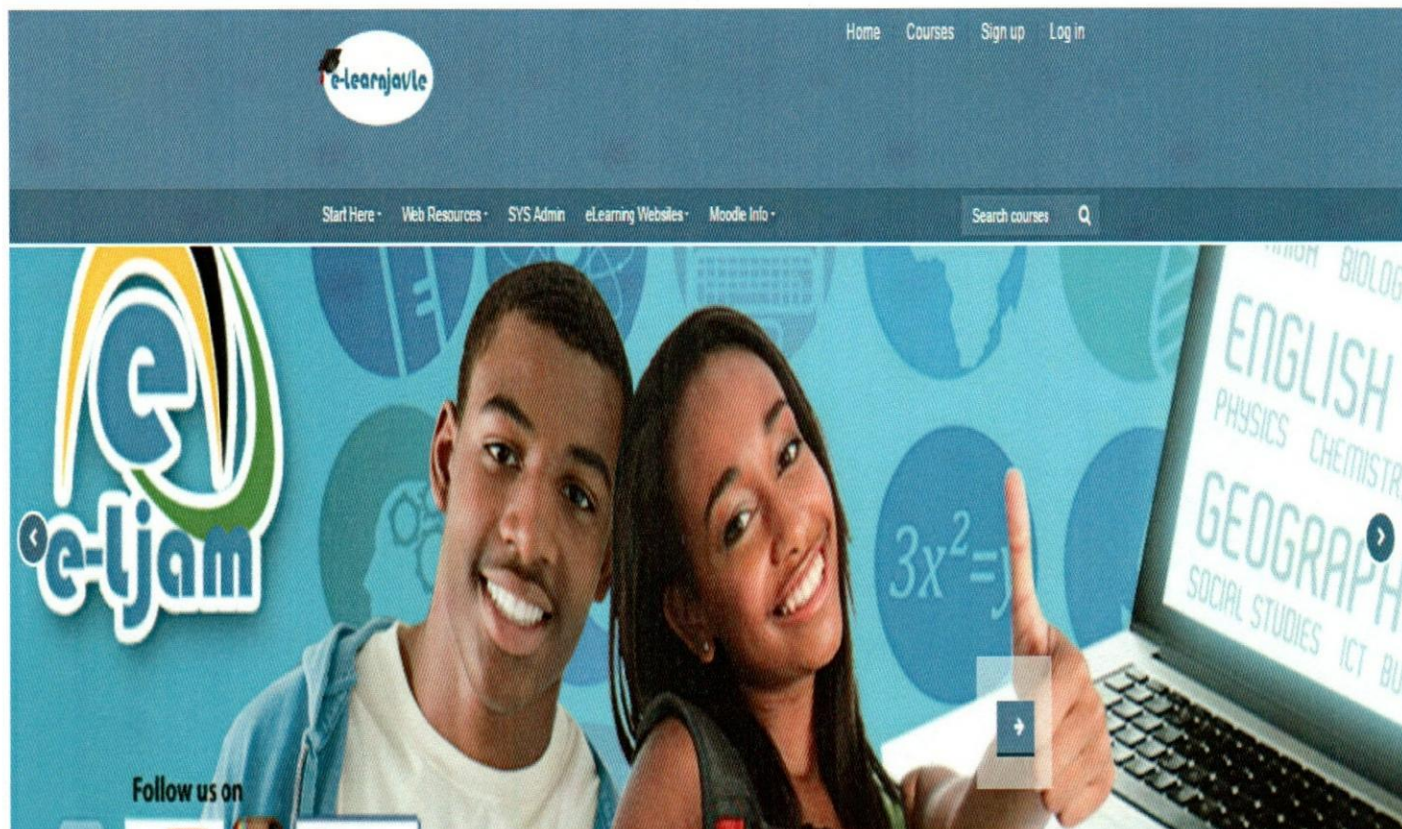 Home Courses Sign up Log in
e-Learnjavle
Start Here Web Resources SYS Admin eLearning Websites Moodle Info
Search courses
e
e-Ljam
BIOLOG
ENGLISH
PHYSICS CHEMISTR
GEOGRAPH
SOCIAL STUDIES ICT BU
3x²=y
Follow us on